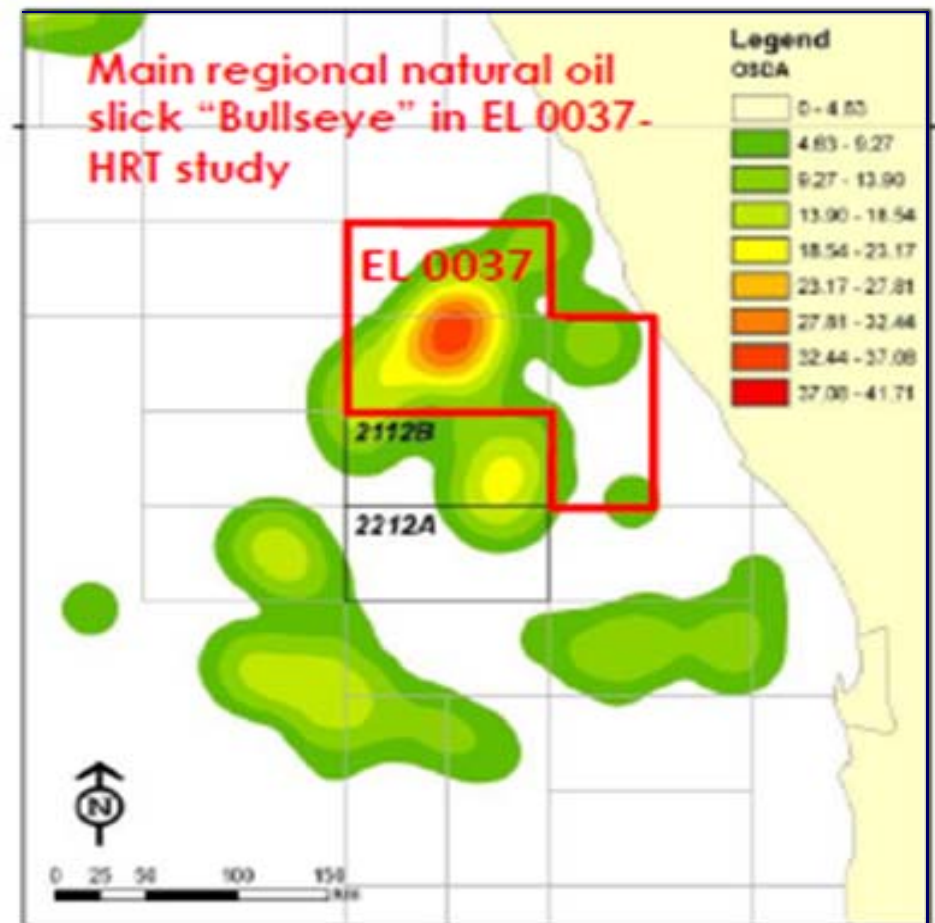 Main regional natural oil
slick “Bullseye” in EL 0037-
HRT study
Legend
0 - 4.63
4.63 - 9.27
9.27 - 13.90
13.90 - 18.54
18.54 - 23.17
23.17 - 27.81
27.81 - 32.44
32.44 - 37.08
37.08 - 41.71
EL 0037
2112B
2212A
N
0 25 50 100 150